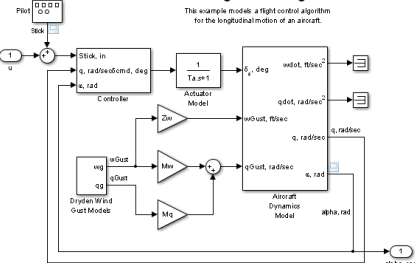 Pilot
This example models a flight control algorithm
for the longitudinal motion of an aircraft.
Stick
1
u
Stick, in
q, rad/sec
δcmd, deg
α, rad
Controller
1
Ta.s+1
Actuator
Model
δe, deg
wdot, ft/sec²
qdot, rad/sec²
wGust, ft/sec
q, rad/sec
q, rad/sec
qGust, rad/sec
α, rad
Aircraft
Dynamics
Model
alpha, rad
Zw
Mw
Mq
wGust
wg
qGust
qg
Dryden Wind
Gust Models
1